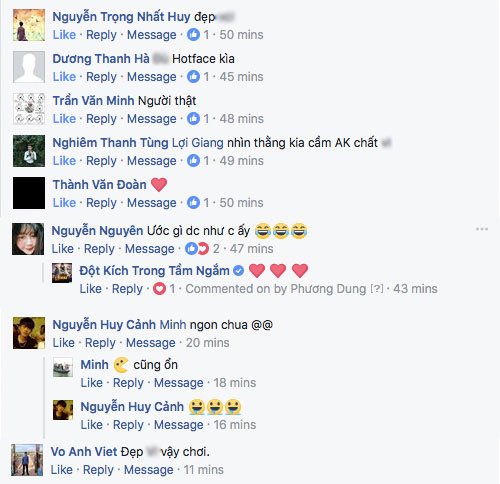 Nguyễn Trọng Nhất Huy đẹp
Like · Reply · Message · 1 · 50 mins
Dương Thanh Hà Hotface kìa
Like · Reply · Message · 1 · 45 mins
Trần Văn Minh Người thật
Like · Reply · Message · 1 · 48 mins
Nghiêm Thanh Tùng Lợi Giang nhìn thằng kia cầm AK chất
Like · Reply · Message · 1 · 49 mins
Thành Văn Đoàn ❤
Like · Reply · Message · 1 · 50 mins
Nguyễn Nguyên Ước gì dc như c ấy 😂😂😂
Like · Reply · Message · 2 · 47 mins
Đột Kích Trong Tầm Ngắm ❤ ❤ ❤
Like · Reply · 1 · Commented on by Phương Dung [?] · 43 mins
Nguyễn Huy Cảnh Minh ngon chua @@
Like · Reply · Message · 20 mins
Minh cũng ổn
Like · Reply · Message · 18 mins
Nguyễn Huy Cảnh 😃😃😃
Like · Reply · Message · 16 mins
Vo Anh Viet Đẹp vậy chơi.
Like · Reply · Message · 11 mins